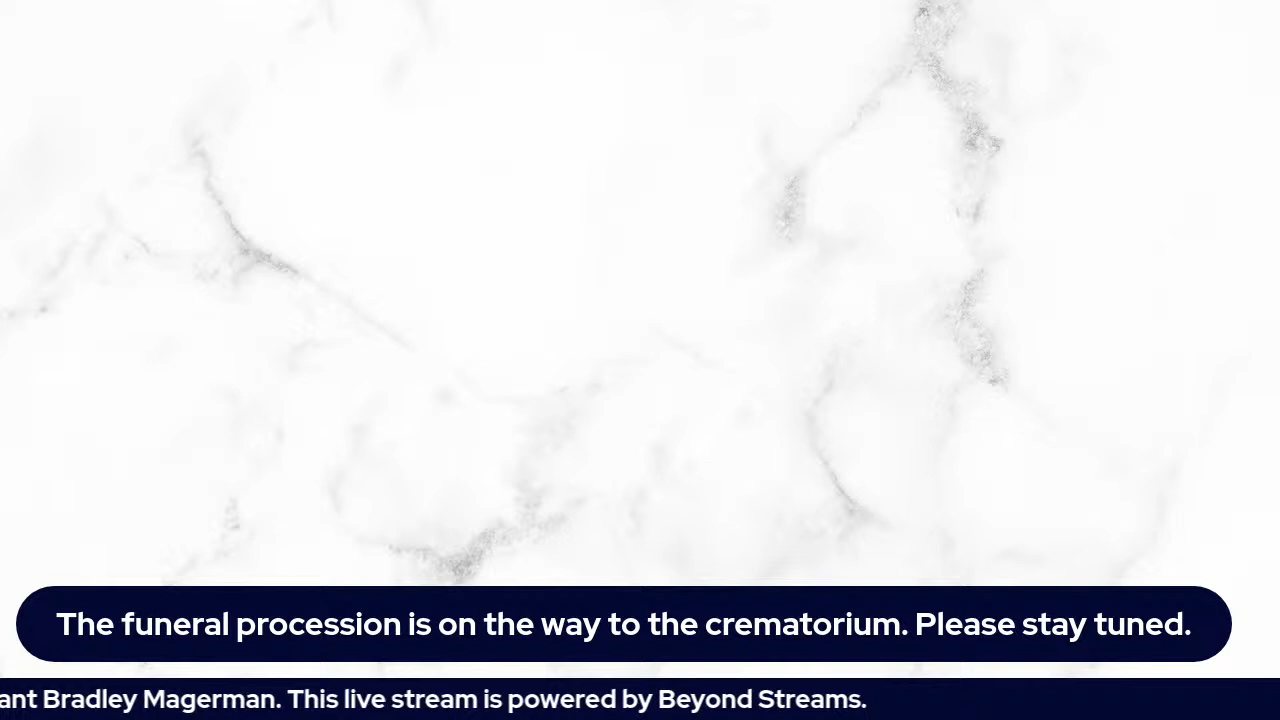 The funeral procession is on the way to the crematorium. Please stay tuned.
ant Bradley Magerman. This live stream is powered by Beyond Streams.